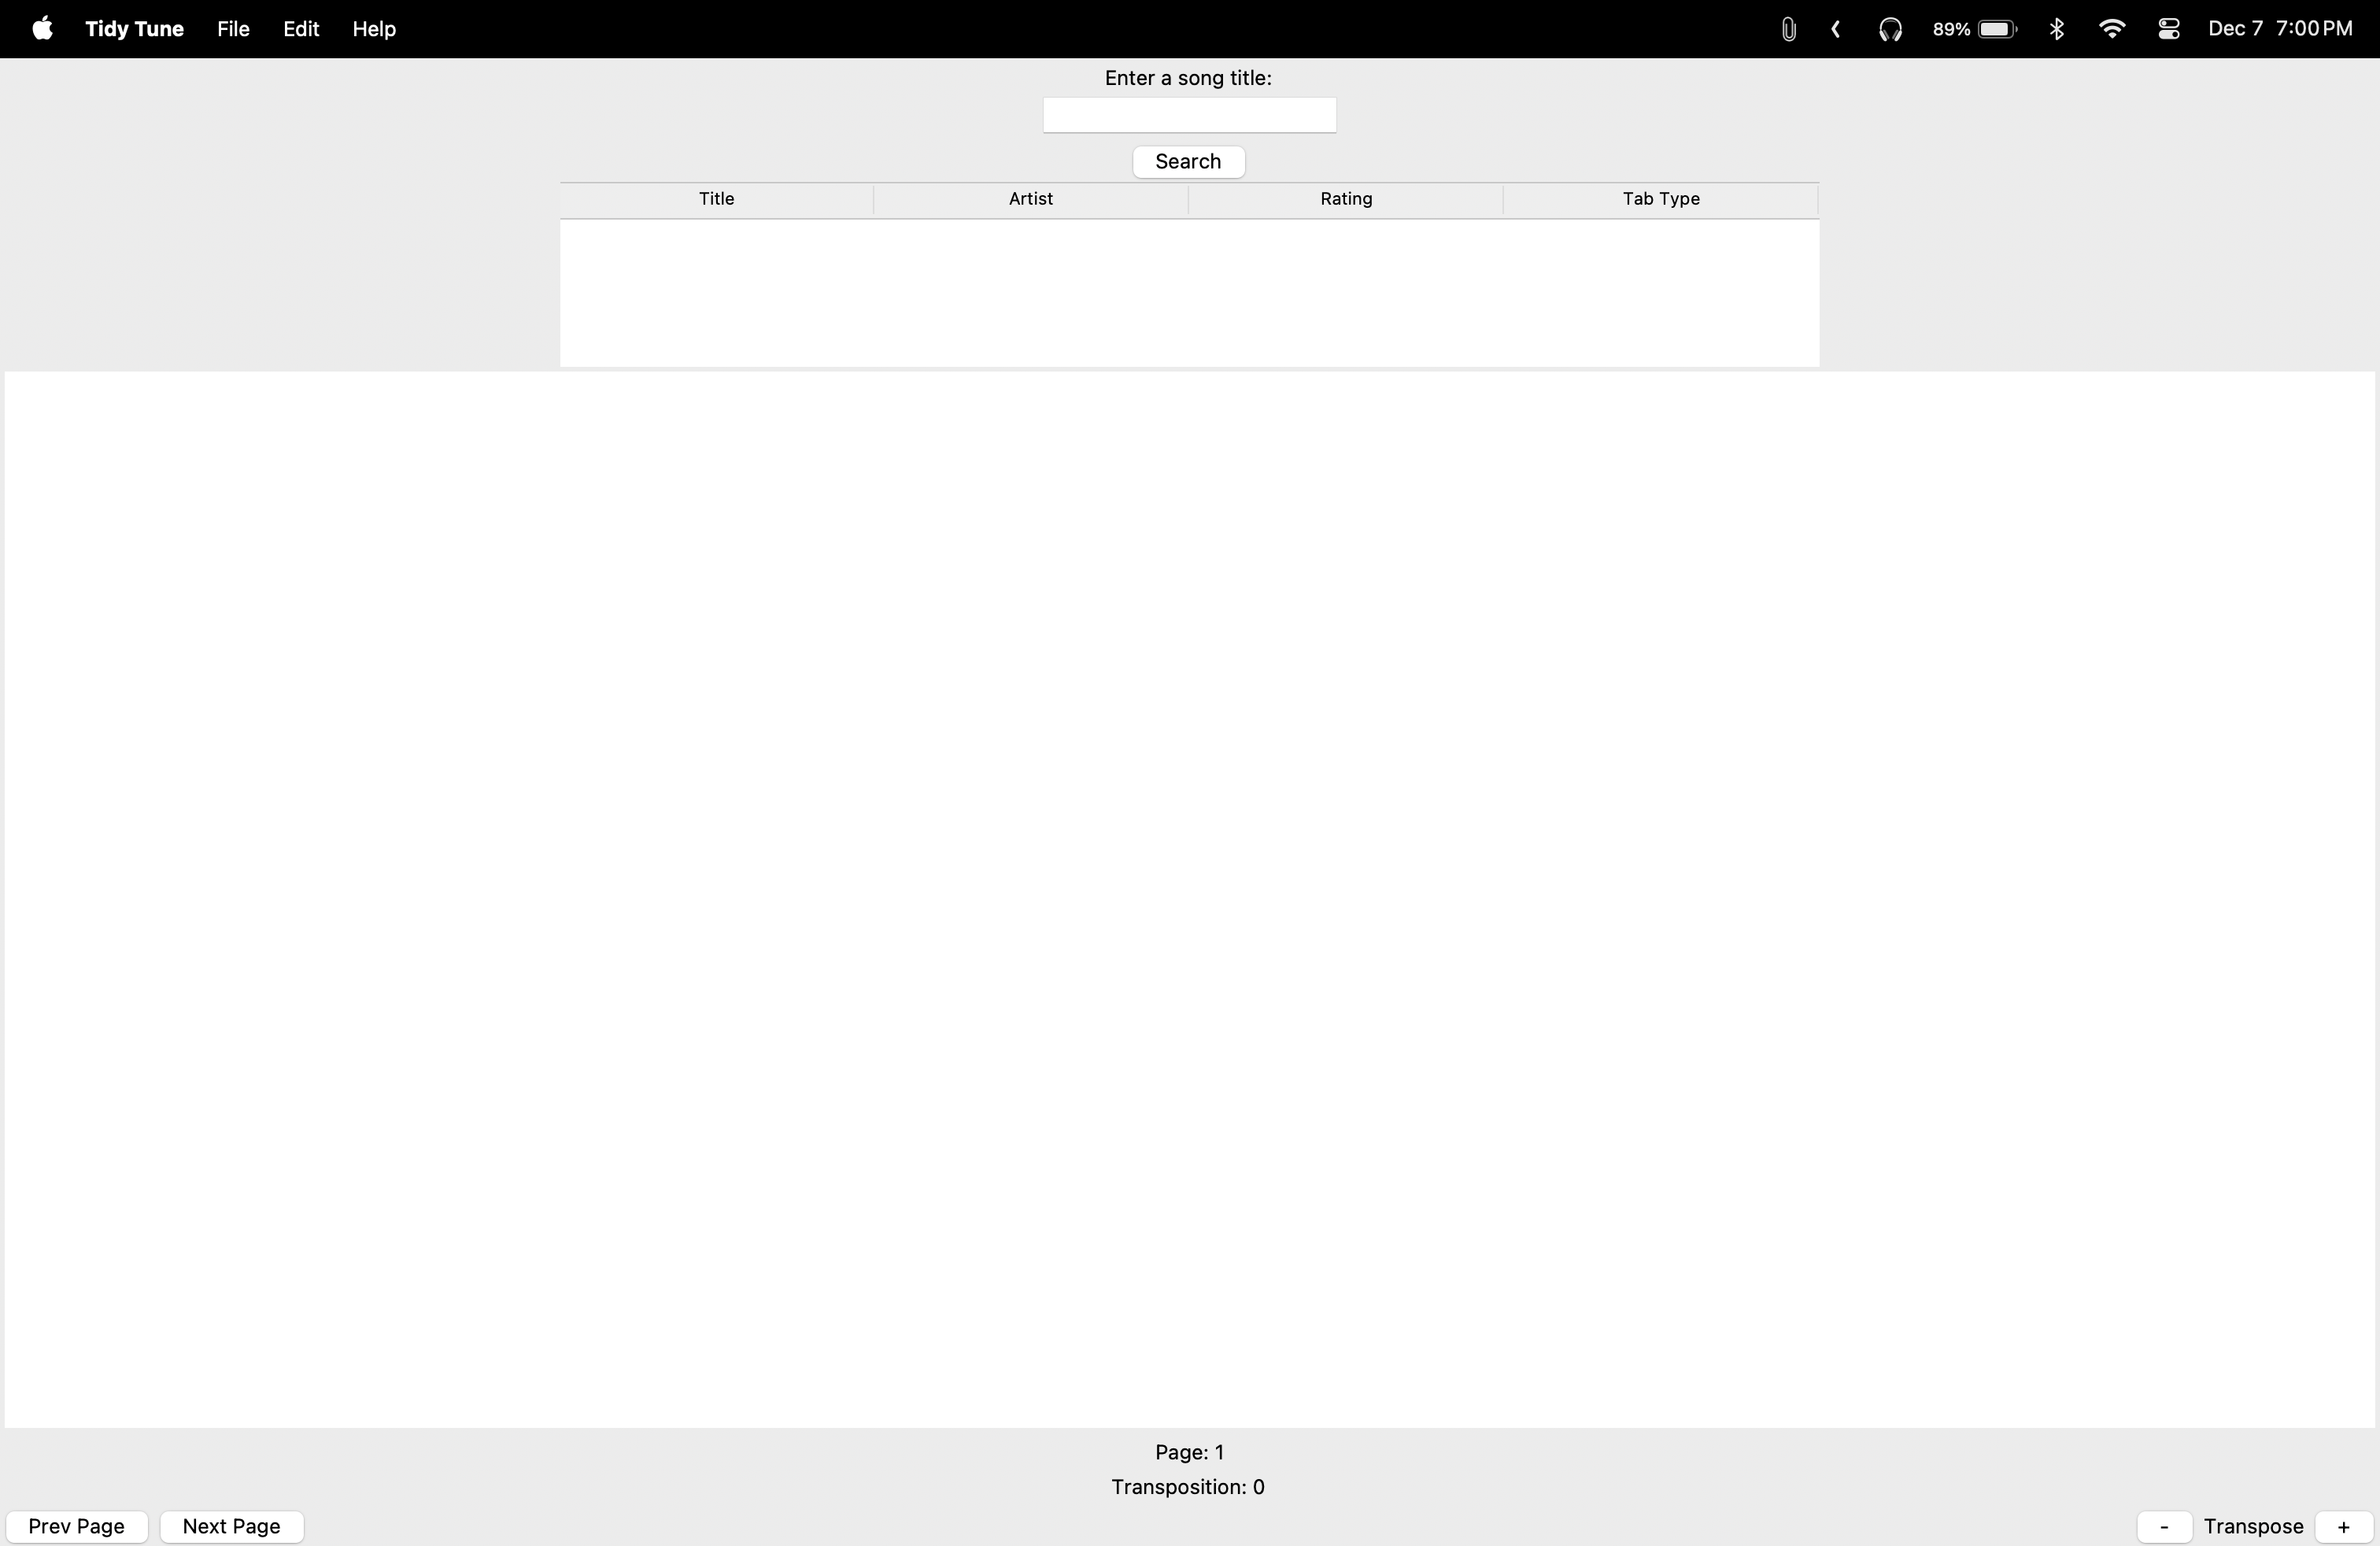 Tidy Tune File Edit Help 89% Dec 7 7:00 PM
Enter a song title:
Search
Title Artist Rating Tab Type
Page: 1
Transposition: 0
Prev Page Next Page - Transpose +